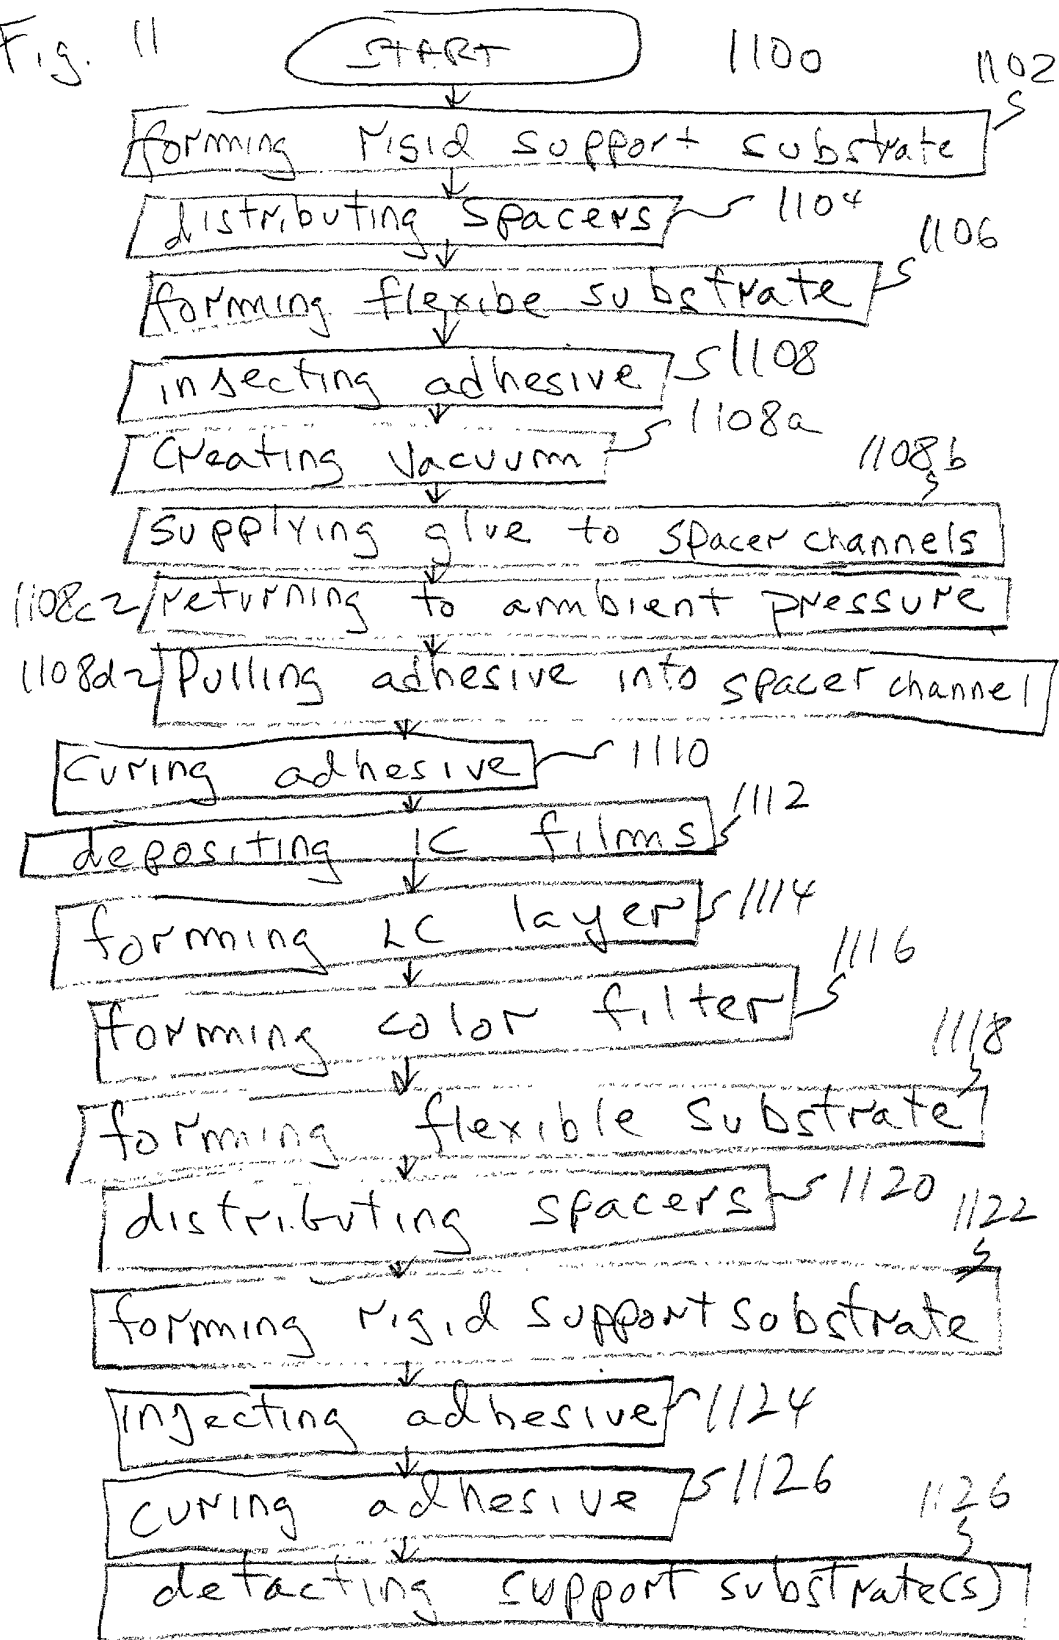 Fig. 11
START 1100
1102
forming rigid support substrate
distributing spacers 1104
1106
forming flexibe substrate
insecting adhesive 1108
creating vacuum 1108a
1108b
supplying glue to spacer channels
1108c returning to ambient pressure
1108d Pulling adhesive into spacer channel
curing adhesive 1110
depositing IC films 1112
forming LC layer 1114
1116
forming color filter
1118
forming flexible substrate
distributing spacers 1120
1122
forming rigid support substrate
injecting adhesive 1124
curing adhesive 1126
1126
detacting support substrate(s)